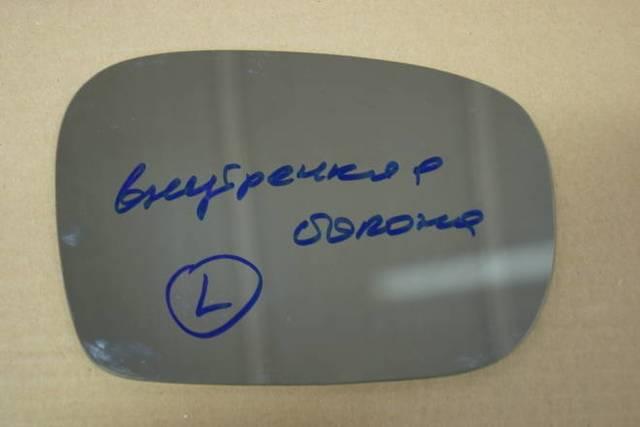 внутренняя
сторона
L